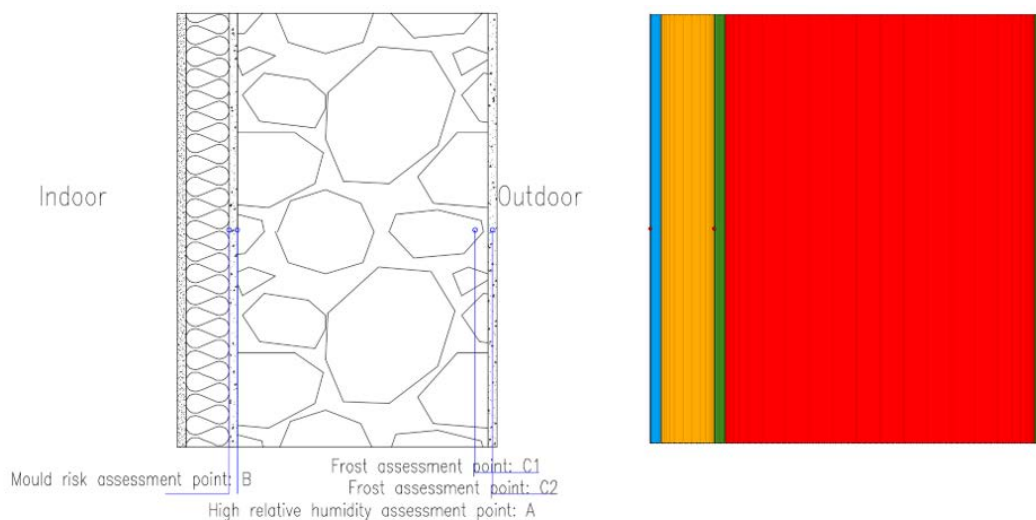 Indoor
Outdoor
Frost assessment point: C1
Mould risk assessment point: B
Frost assessment point: C2
High relative humidity assessment point: A